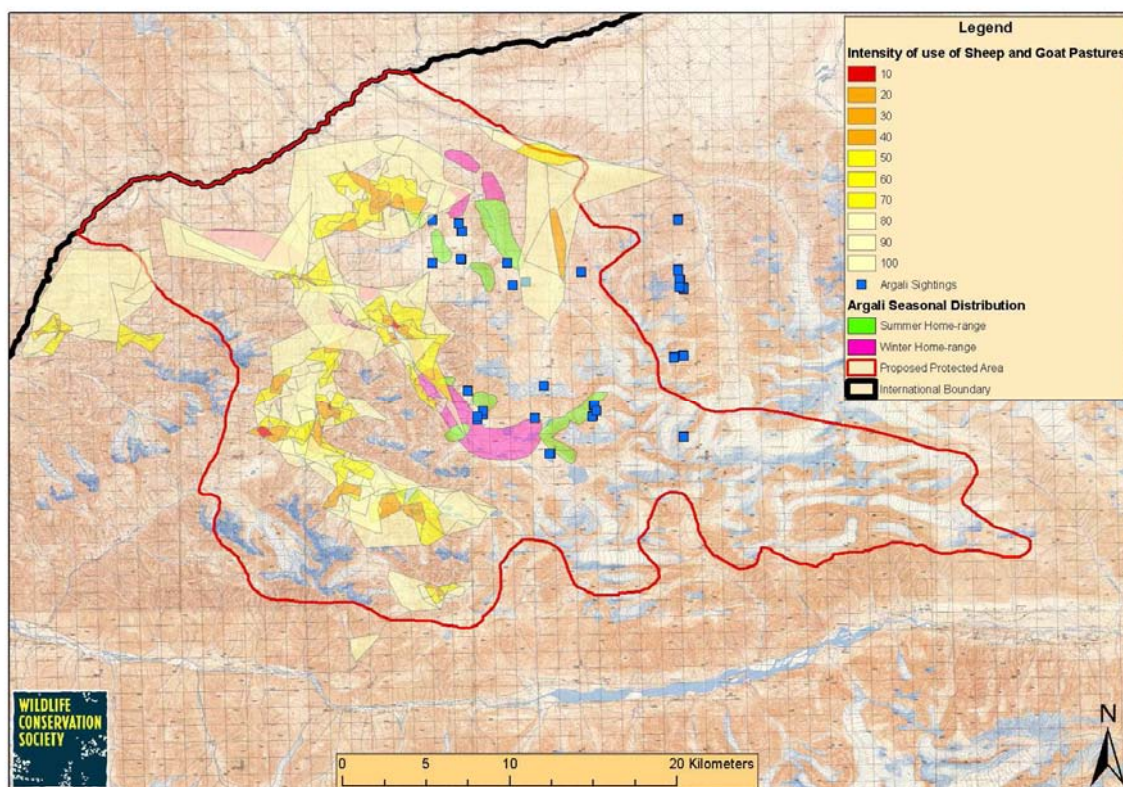 Legend
Intensity of use of Sheep and Goat Pastures
10
20
30
40
50
60
70
80
90
100
Argali Sightings
Argali Seasonal Distribution
Summer Home-range
Winter Home-range
Proposed Protected Area
International Boundary
WILDLIFE
CONSERVATION
SOCIETY
0 5 10 20 Kilometers
N